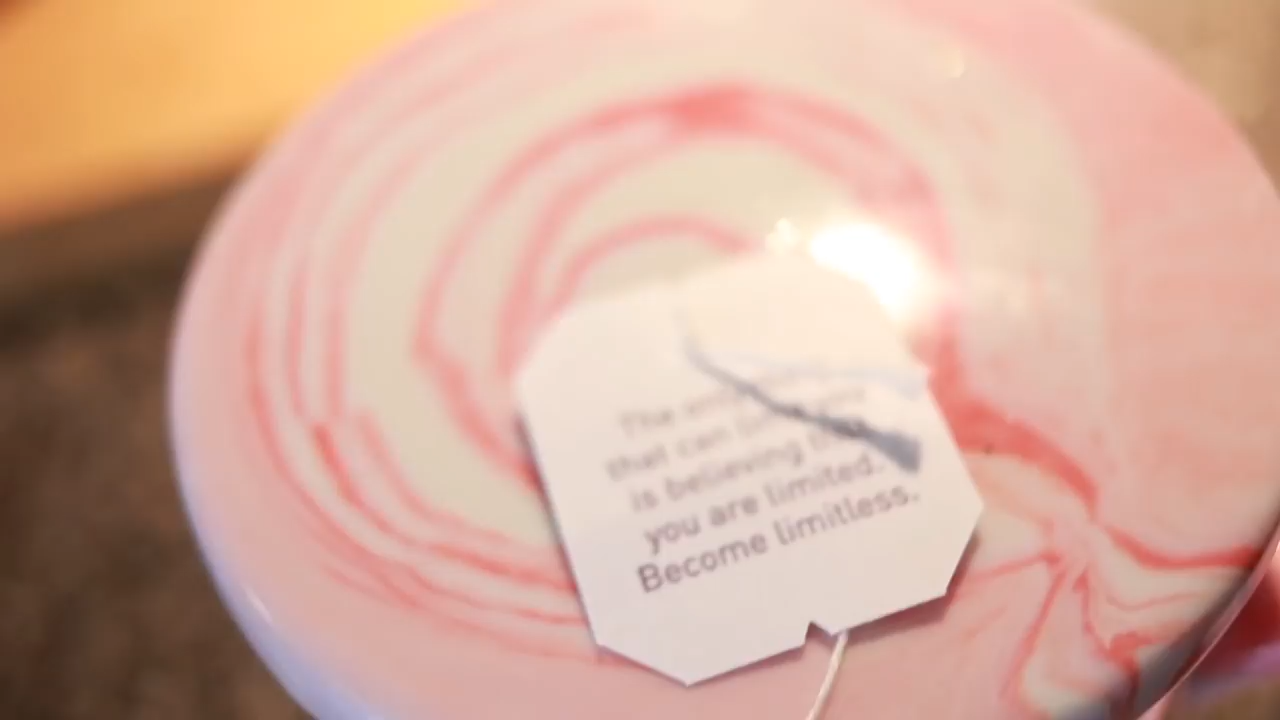 The
that can
is believing
you are limited.
Become limitless.